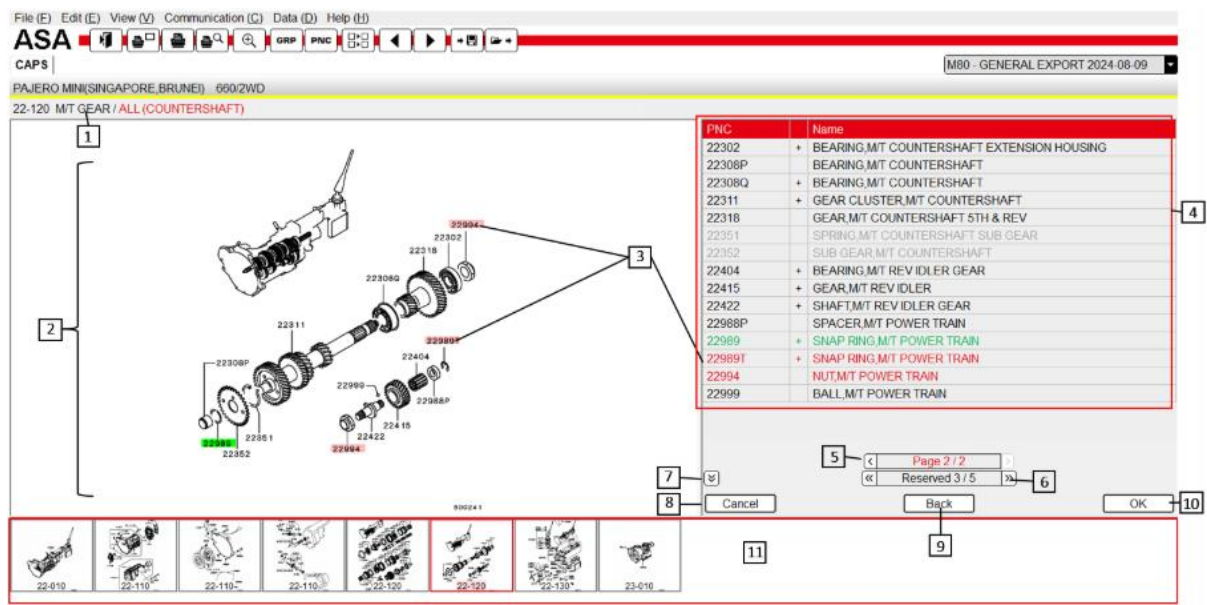 File (F) Edit (E) View (V) Communication (C) Data (D) Help (H)
ASA GRP PNC
CAPS M80 - GENERAL EXPORT 2024-08-09
PAJERO MINI(SINGAPORE,BRUNEI) 660/2WD
22-120 M/T GEAR / ALL (COUNTERSHAFT)
1
2
22994
22302
22318
22308Q
22311
22989T
22308P
22404
22999
22988P
22415
22422
22351
22989
22994
22352
800241
3
PNC Name
22302 + BEARING,M/T COUNTERSHAFT EXTENSION HOUSING
22308P BEARING,M/T COUNTERSHAFT
22308Q + BEARING,M/T COUNTERSHAFT
22311 + GEAR CLUSTER,M/T COUNTERSHAFT
22318 GEAR,M/T COUNTERSHAFT 5TH & REV
22351 SPRING,M/T COUNTERSHAFT SUB GEAR
22352 SUB GEAR,M/T COUNTERSHAFT
22404 + BEARING,M/T REV IDLER GEAR
22415 + GEAR,M/T REV IDLER
22422 + SHAFT,M/T REV IDLER GEAR
22988P SPACER,M/T POWER TRAIN
22989 + SNAP RING,M/T POWER TRAIN
22989T + SNAP RING,M/T POWER TRAIN
22994 NUT,M/T POWER TRAIN
22999 BALL,M/T POWER TRAIN
4
5 < Page 2 / 2 >
7 « Reserved 3 / 5 » 6
8 Cancel Back OK 10
9
11
22-010 22-110 22-110- 22-110 22-120 22-120 22-130* 23-010